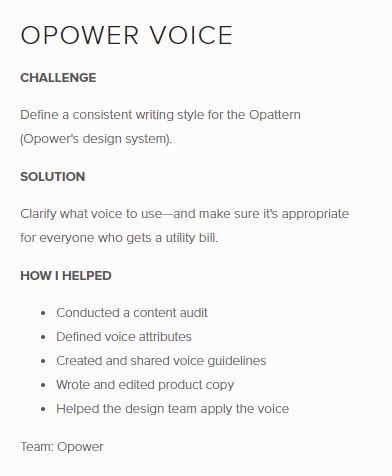 OPOWER VOICE
CHALLENGE
Define a consistent writing style for the Opattern
(Opower's design system).
SOLUTION
Clarify what voice to use—and make sure it's appropriate
for everyone who gets a utility bill.
HOW I HELPED
• Conducted a content audit
• Defined voice attributes
• Created and shared voice guidelines
• Wrote and edited product copy
• Helped the design team apply the voice
Team: Opower